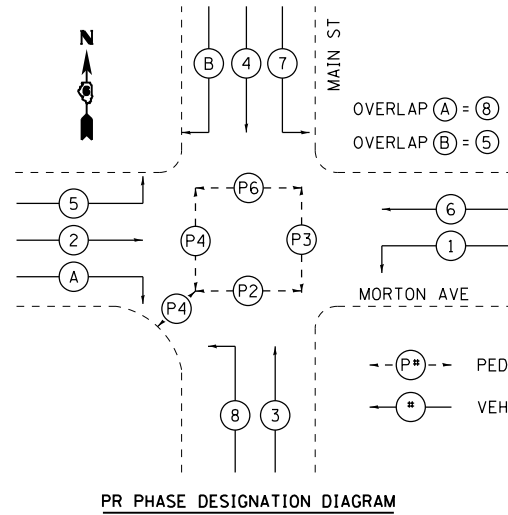 N
B 4 7
MAIN ST
OVERLAP A = 8
OVERLAP B = 5
P6
5
6
2
P4
P3
1
A
P2
MORTON AVE
P4
P# PED
# VEH
8 3
PR PHASE DESIGNATION DIAGRAM